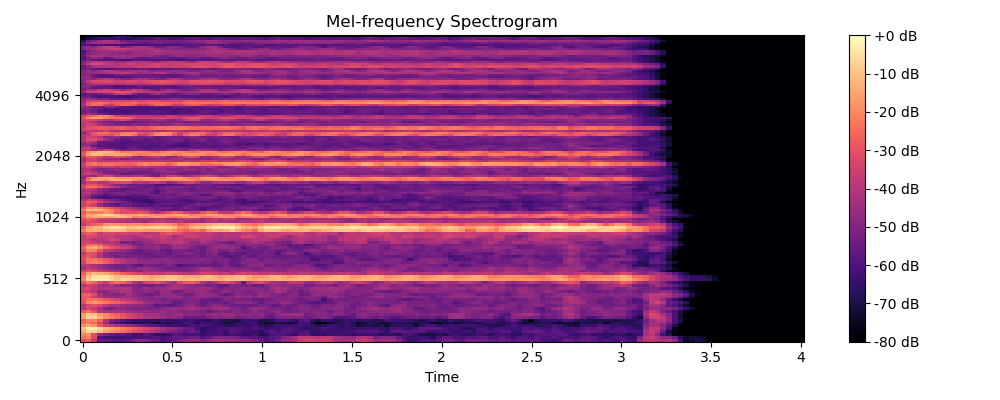 Mel-frequency Spectrogram
Hz
4096
2048
1024
512
0
0
0.5
1
1.5
2
2.5
3
3.5
4
Time
+0 dB
-10 dB
-20 dB
-30 dB
-40 dB
-50 dB
-60 dB
-70 dB
-80 dB